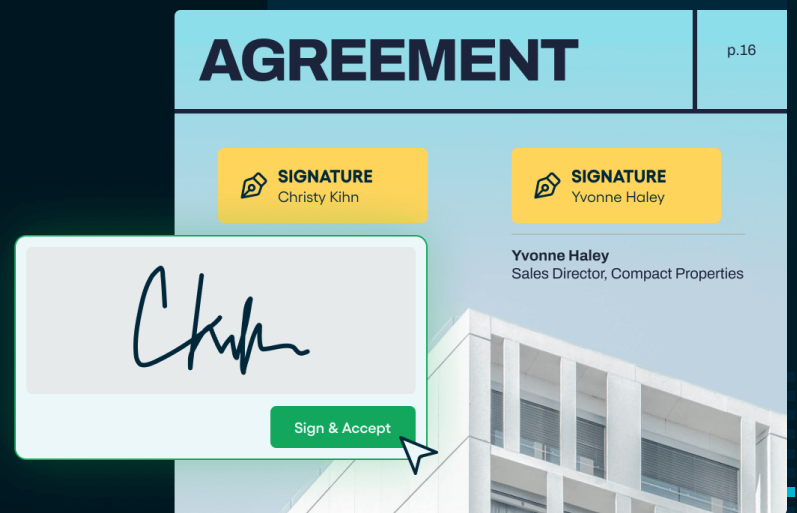 AGREEMENT
p.16
SIGNATURE
Christy Kihn
SIGNATURE
Yvonne Haley
Yvonne Haley
Sales Director, Compact Properties
Sign & Accept